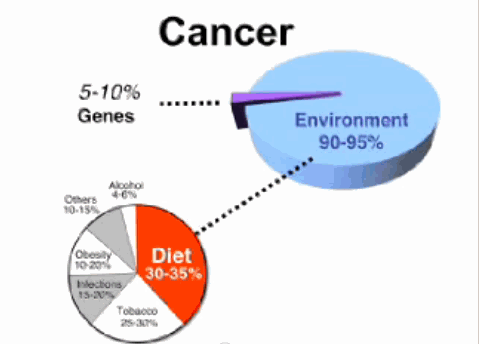 Cancer
5-10%
Genes
Environment
90-95%
Alcohol
4-6%
Others
10-15%
Diet
30-35%
Obesity
10-20%
Infections
15-20%
Tobacco
25-30%